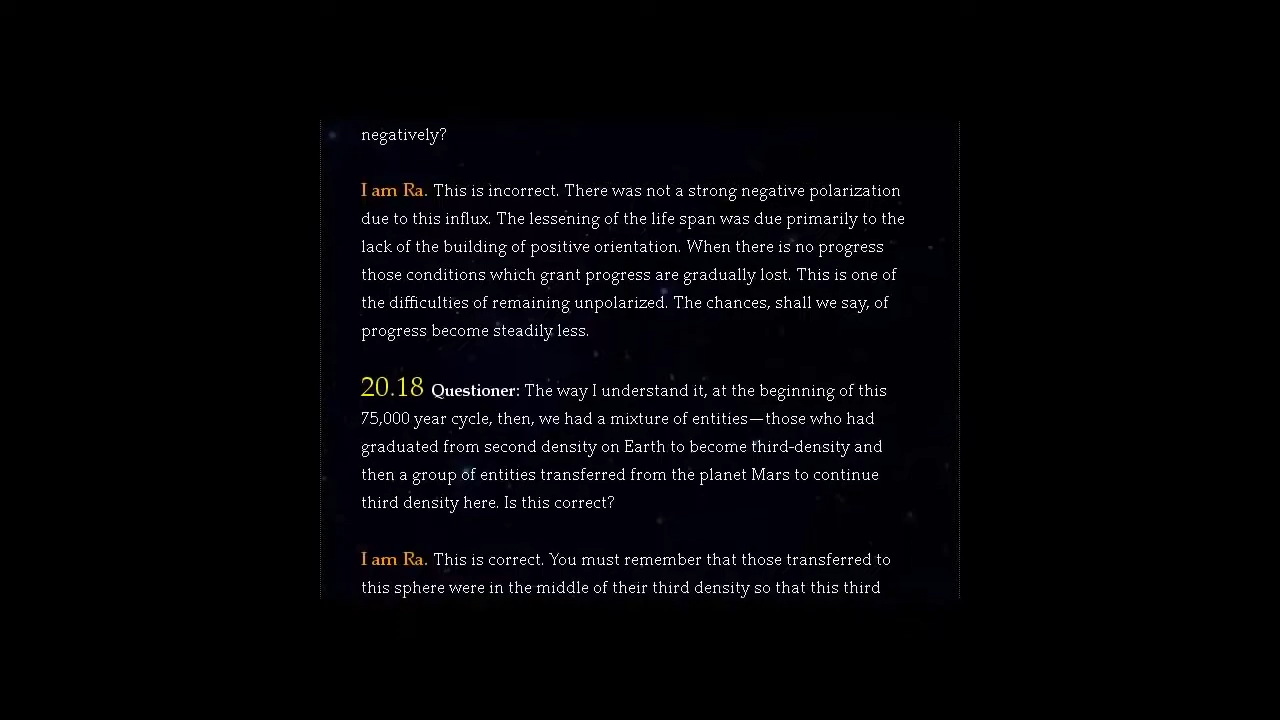 negatively?
I am Ra. This is incorrect. There was not a strong negative polarization
due to this influx. The lessening of the life span was due primarily to the
lack of the building of positive orientation. When there is no progress
those conditions which grant progress are gradually lost. This is one of
the difficulties of remaining unpolarized. The chances, shall we say, of
progress become steadily less.
20.18 Questioner: The way I understand it, at the beginning of this
75,000 year cycle, then, we had a mixture of entities—those who had
graduated from second density on Earth to become third-density and
then a group of entities transferred from the planet Mars to continue
third density here. Is this correct?
I am Ra. This is correct. You must remember that those transferred to
this sphere were in the middle of their third density so that this third